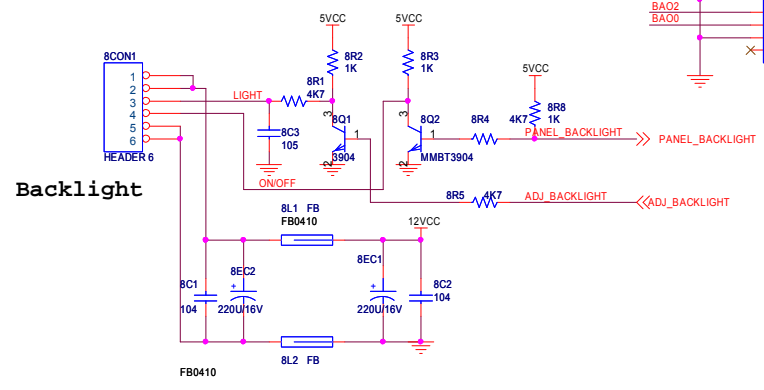 BAO2
BAO0
5VCC
5VCC
8CON1
8R2
1K
8R3
1K
5VCC
1
2
3
4
5
6
LIGHT
8R1
4K7
8R8
1K
3
8Q1
1
2
3904
3
8Q2
1
2
MMBT3904
8R4
4K7
PANEL_BACKLIGHT
PANEL_BACKLIGHT
8C3
105
HEADER 6
ON/OFF
Backlight
8R5
4K7
ADJ_BACKLIGHT
ADJ_BACKLIGHT
8L1 FB
FB0410
12VCC
8C1
104
8EC2
+
220U/16V
8EC1
+
220U/16V
8C2
104
8L2 FB
FB0410